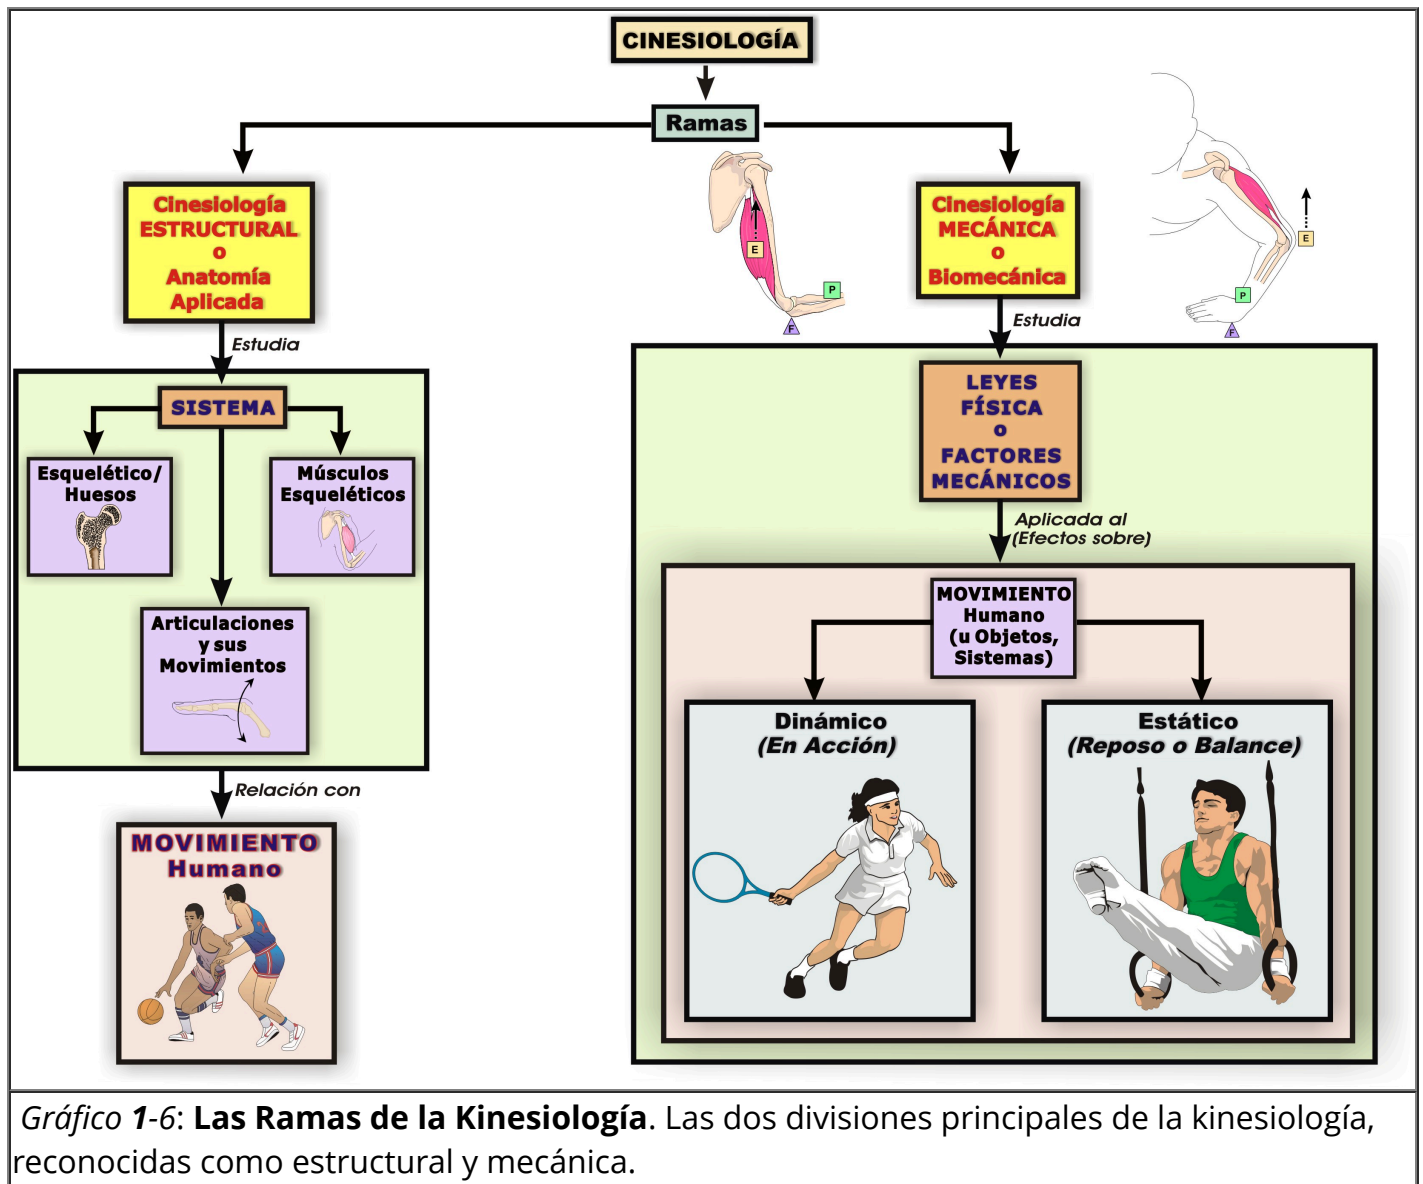 CINESIOLOGÍA
Ramas
Cinesiología
ESTRUCTURAL
o
Anatomía
Aplicada
Estudia
SISTEMA
Esquelético/
Huesos
Músculos
Esqueléticos
Articulaciones
y sus
Movimientos
Relación con
MOVIMIENTO
Humano
E
P
F
Cinesiología
MECÁNICA
o
Biomecánica
E
P
F
Estudia
LEYES
FÍSICA
o
FACTORES
MECÁNICOS
Aplicada al
(Efectos sobre)
MOVIMIENTO
Humano
(u Objetos,
Sistemas)
Dinámico
(En Acción)
Estático
(Reposo o Balance)
Gráfico 1-6: Las Ramas de la Kinesiología. Las dos divisiones principales de la kinesiología,
reconocidas como estructural y mecánica.